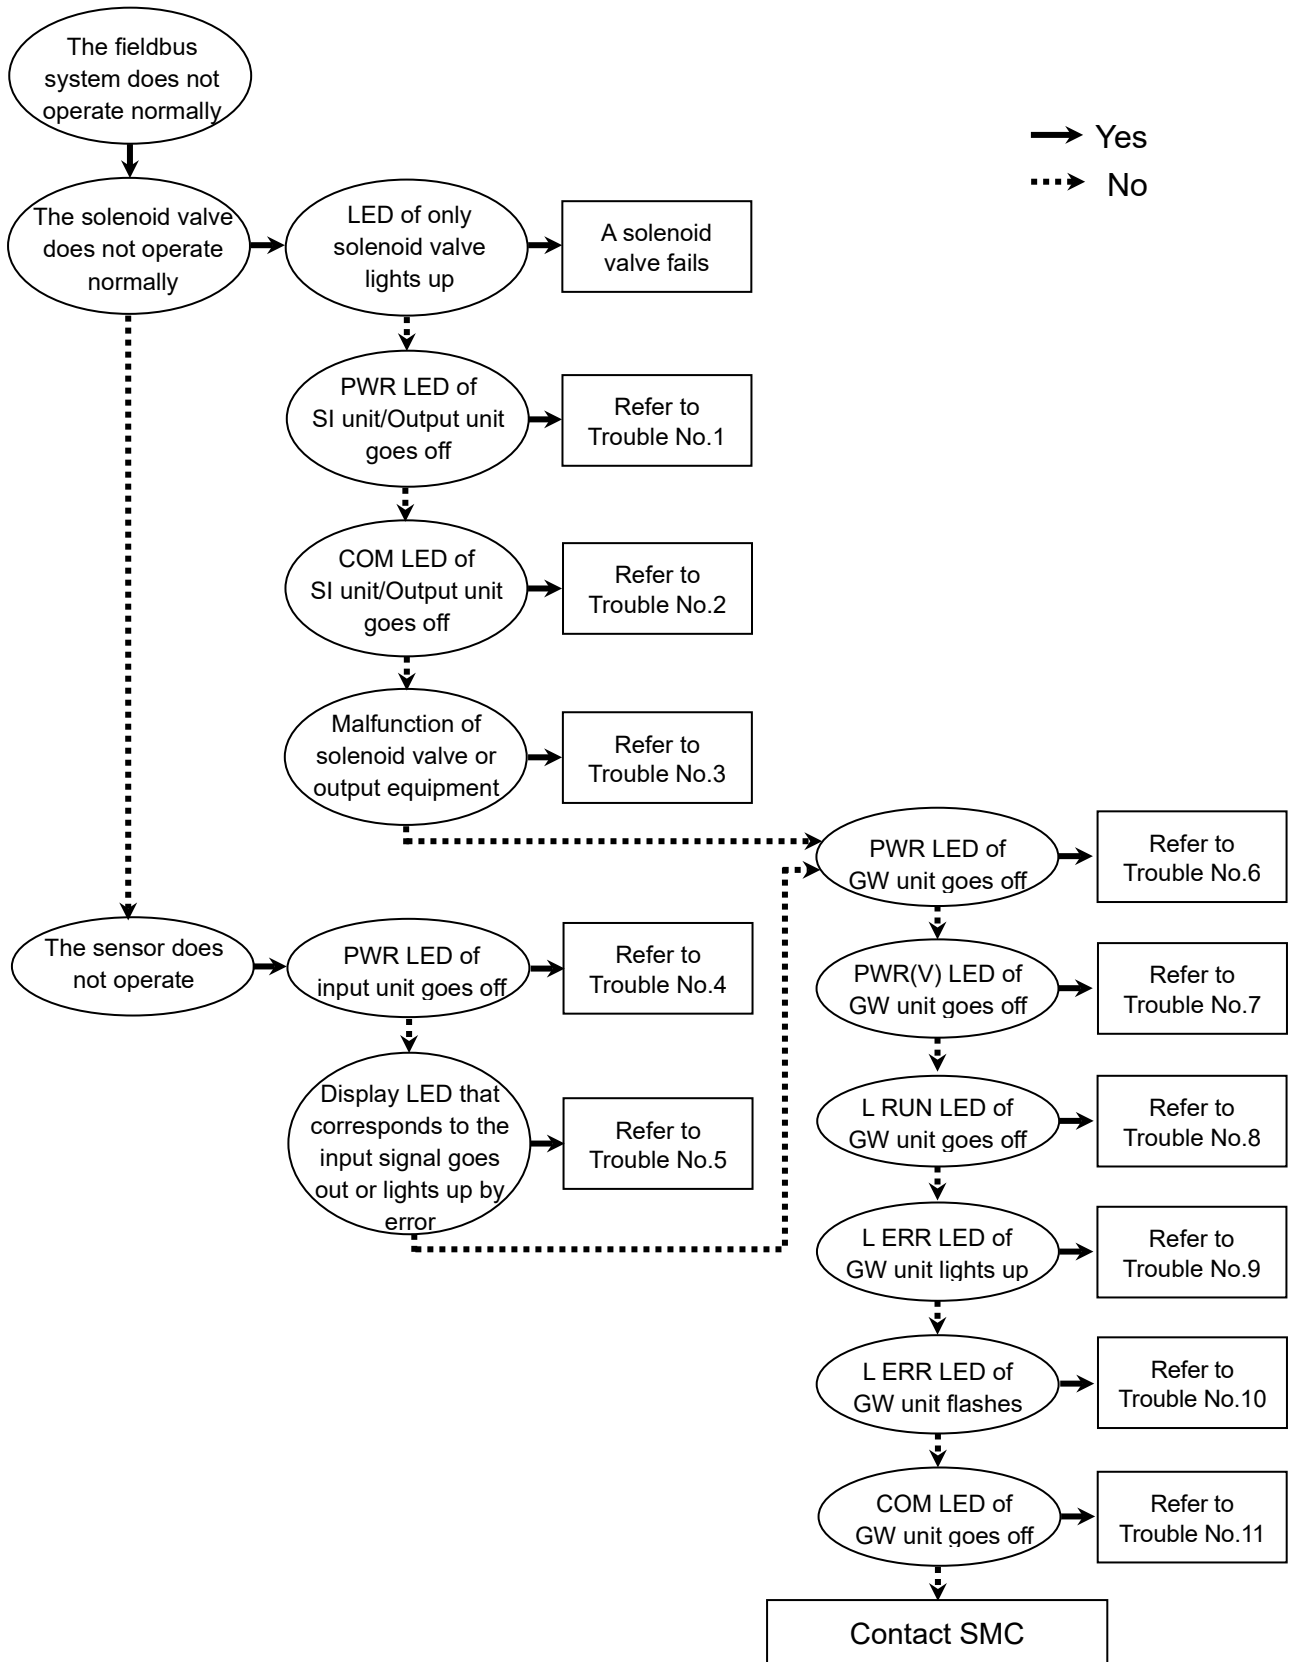 The fieldbus
system does not
operate normally
Yes
No
The solenoid valve
does not operate
normally
LED of only
solenoid valve
lights up
A solenoid
valve fails
PWR LED of
SI unit/Output unit
goes off
Refer to
Trouble No.1
COM LED of
SI unit/Output unit
goes off
Refer to
Trouble No.2
Malfunction of
solenoid valve or
output equipment
Refer to
Trouble No.3
The sensor does
not operate
PWR LED of
input unit goes off
Refer to
Trouble No.4
Display LED that
corresponds to the
input signal goes
out or lights up by
error
Refer to
Trouble No.5
PWR LED of
GW unit goes off
Refer to
Trouble No.6
PWR(V) LED of
GW unit goes off
Refer to
Trouble No.7
L RUN LED of
GW unit goes off
Refer to
Trouble No.8
L ERR LED of
GW unit lights up
Refer to
Trouble No.9
L ERR LED of
GW unit flashes
Refer to
Trouble No.10
COM LED of
GW unit goes off
Refer to
Trouble No.11
Contact SMC